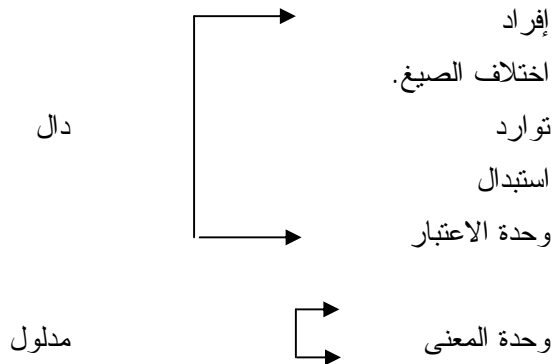 إفراد
اختلاف الصيغ.
توارد دال
استبدال
وحدة الاعتبار
وحدة المعنى مدلول